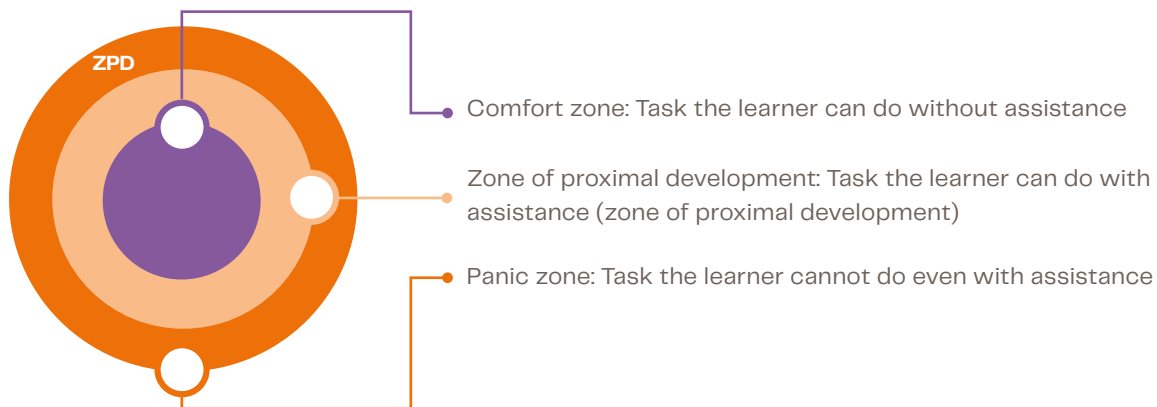 ZPD
Comfort zone: Task the learner can do without assistance
Zone of proximal development: Task the learner can do with
assistance (zone of proximal development)
Panic zone: Task the learner cannot do even with assistance